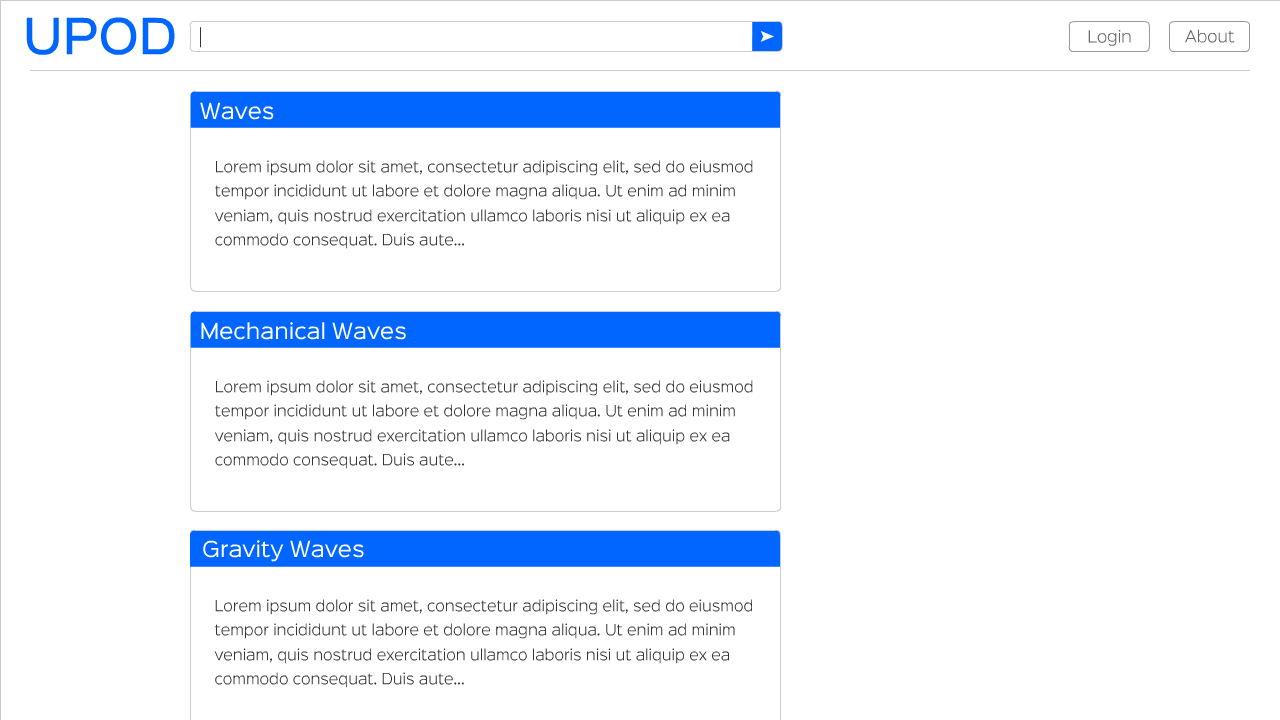 UPOD
Login
About
Waves
Lorem ipsum dolor sit amet, consectetur adipiscing elit, sed do eiusmod
tempor incididunt ut labore et dolore magna aliqua. Ut enim ad minim
veniam, quis nostrud exercitation ullamco laboris nisi ut aliquip ex ea
commodo consequat. Duis aute...
Mechanical Waves
Lorem ipsum dolor sit amet, consectetur adipiscing elit, sed do eiusmod
tempor incididunt ut labore et dolore magna aliqua. Ut enim ad minim
veniam, quis nostrud exercitation ullamco laboris nisi ut aliquip ex ea
commodo consequat. Duis aute...
Gravity Waves
Lorem ipsum dolor sit amet, consectetur adipiscing elit, sed do eiusmod
tempor incididunt ut labore et dolore magna aliqua. Ut enim ad minim
veniam, quis nostrud exercitation ullamco laboris nisi ut aliquip ex ea
commodo consequat. Duis aute...